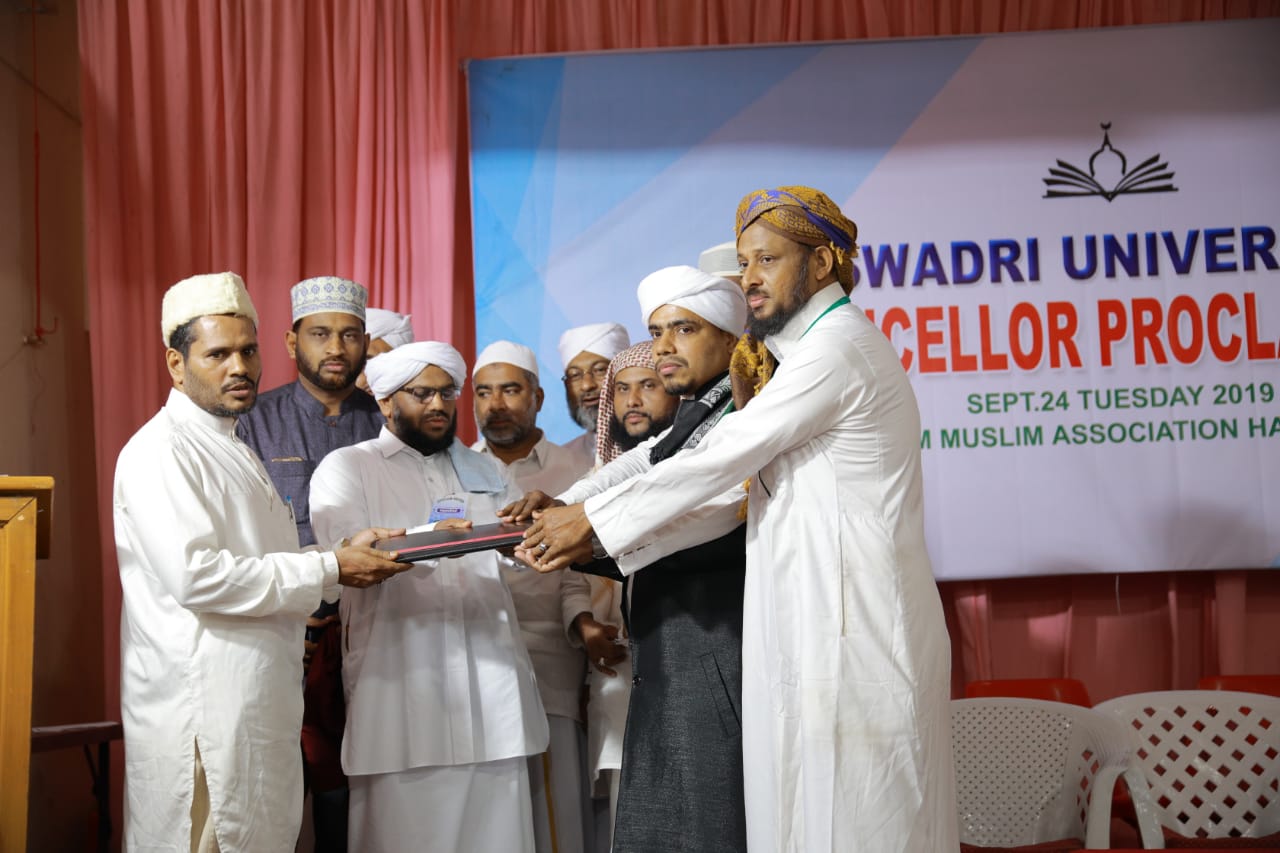 SWADRI UNIVER
CELLOR PROCL
SEPT.24 TUESDAY 2019
M MUSLIM ASSOCIATION HA